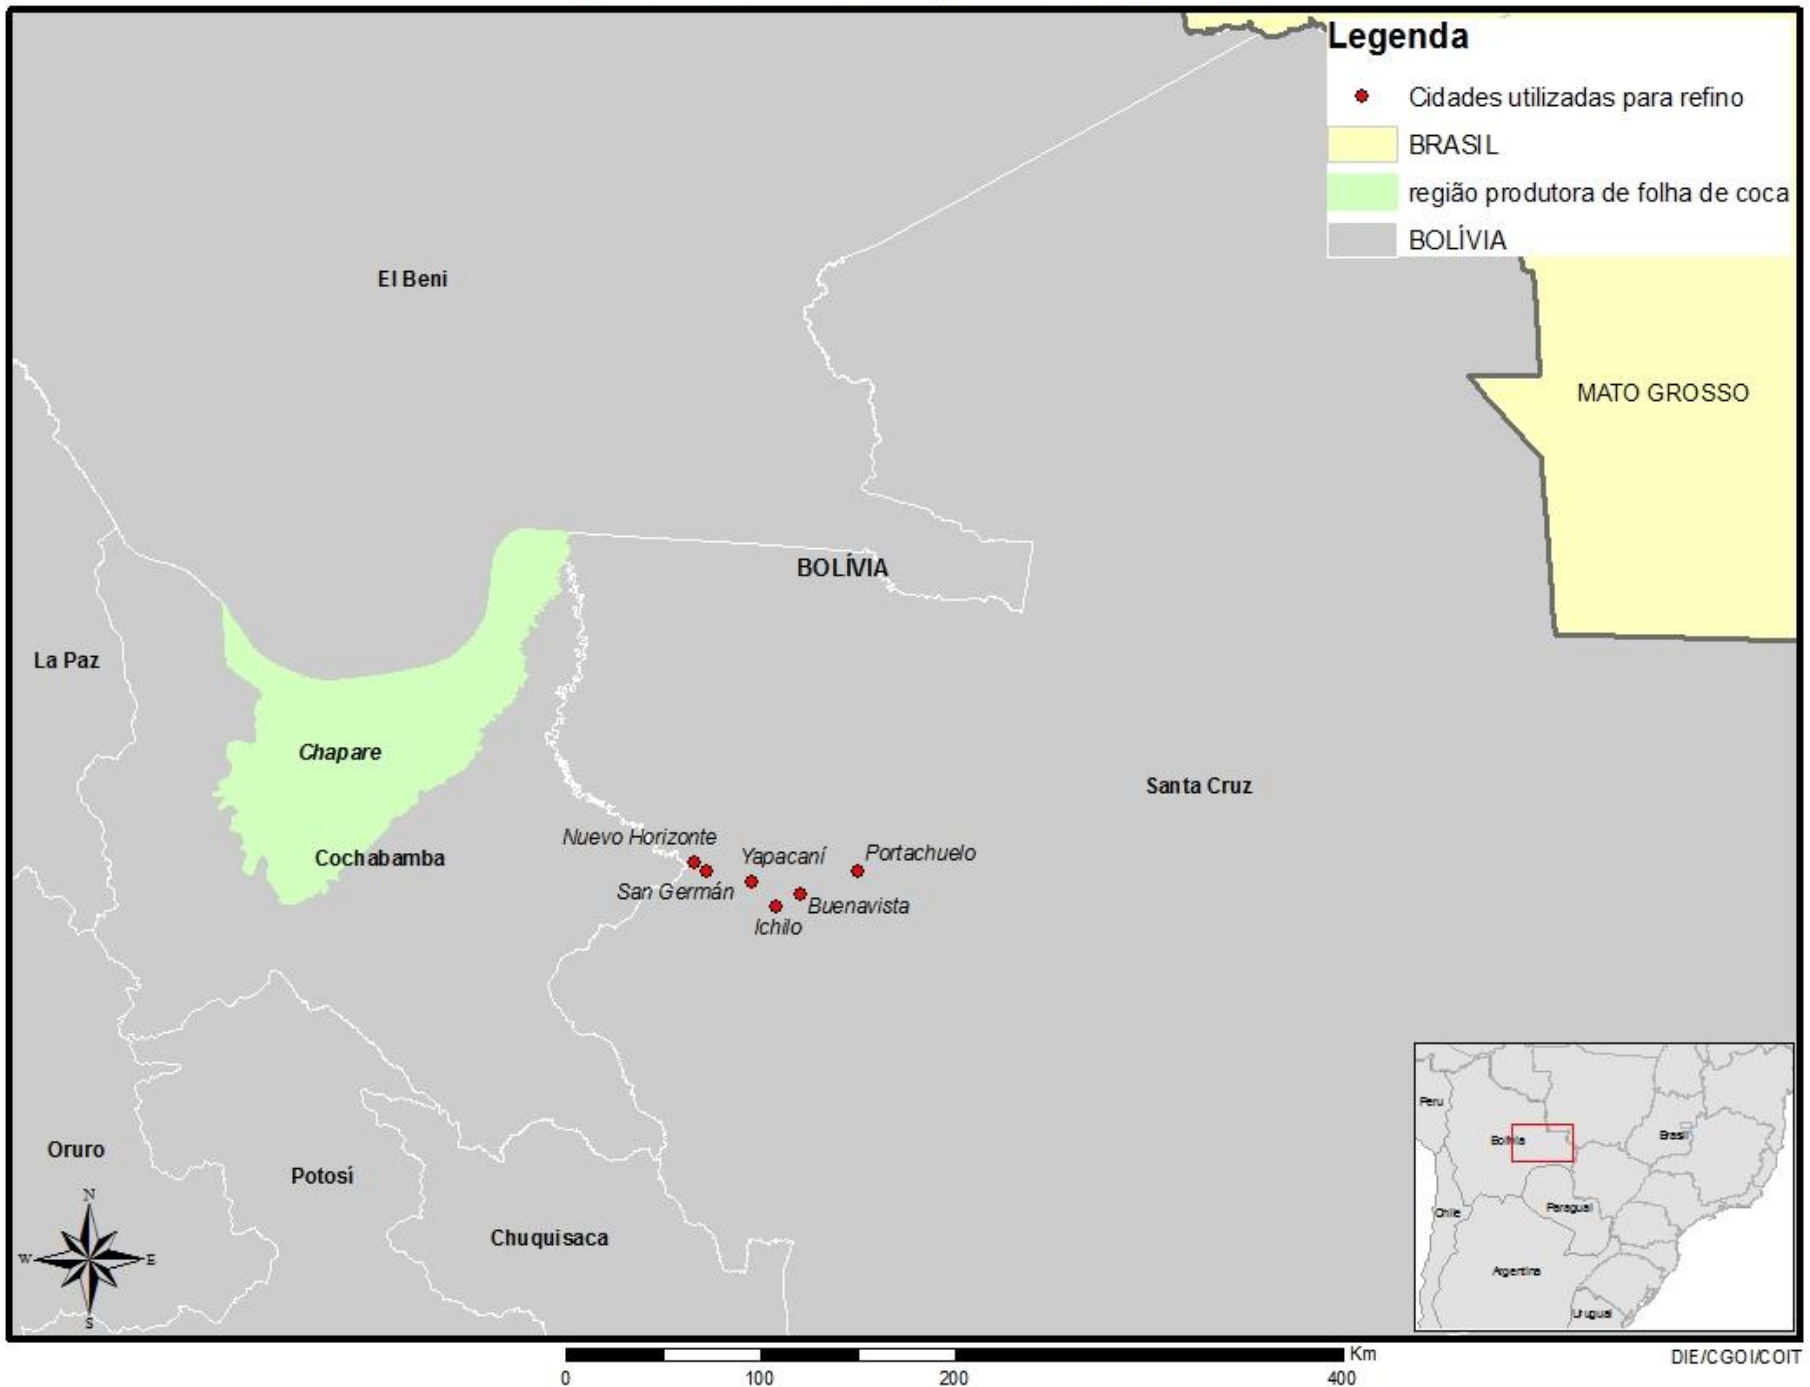 Legenda
Cidades utilizadas para refino
BRASIL
região produtora de folha de coca
BOLÍVIA
El Beni
MATO GROSSO
BOLÍVIA
La Paz
Chapare
Santa Cruz
Nuevo Horizonte
Yapacaní
Portachuelo
Cochabamba
San Germán
Buenavista
Ichilo
Peru
Bolivia
Brasil
Oruro
Potosí
Chile
Paraguai
Chuquisaca
Argentina
Uruguai
N
W
E
S
Km
DIE/CGOI/COIT
0
100
200
400